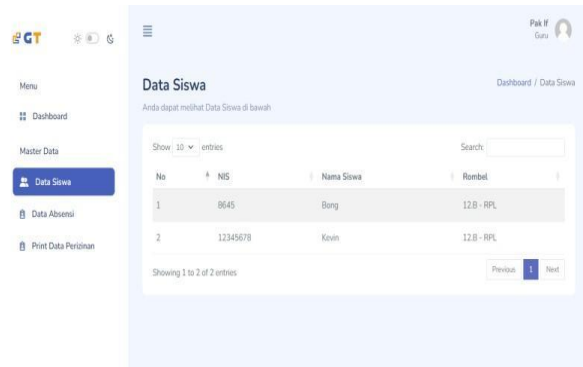 GT
Menu
Dashboard
Master Data
Data Siswa
Data Absensi
Print Data Perizinan
Pak If
Guru
Data Siswa
Dashboard / Data Siswa
Anda dapat melihat Data Siswa di bawah
Show 10 entries
Search:
No NIS Nama Siswa Rombel
1 8645 Bong 12.B - RPL
2 12345678 Kevin 12.B - RPL
Showing 1 to 2 of 2 entries
Previous 1 Next